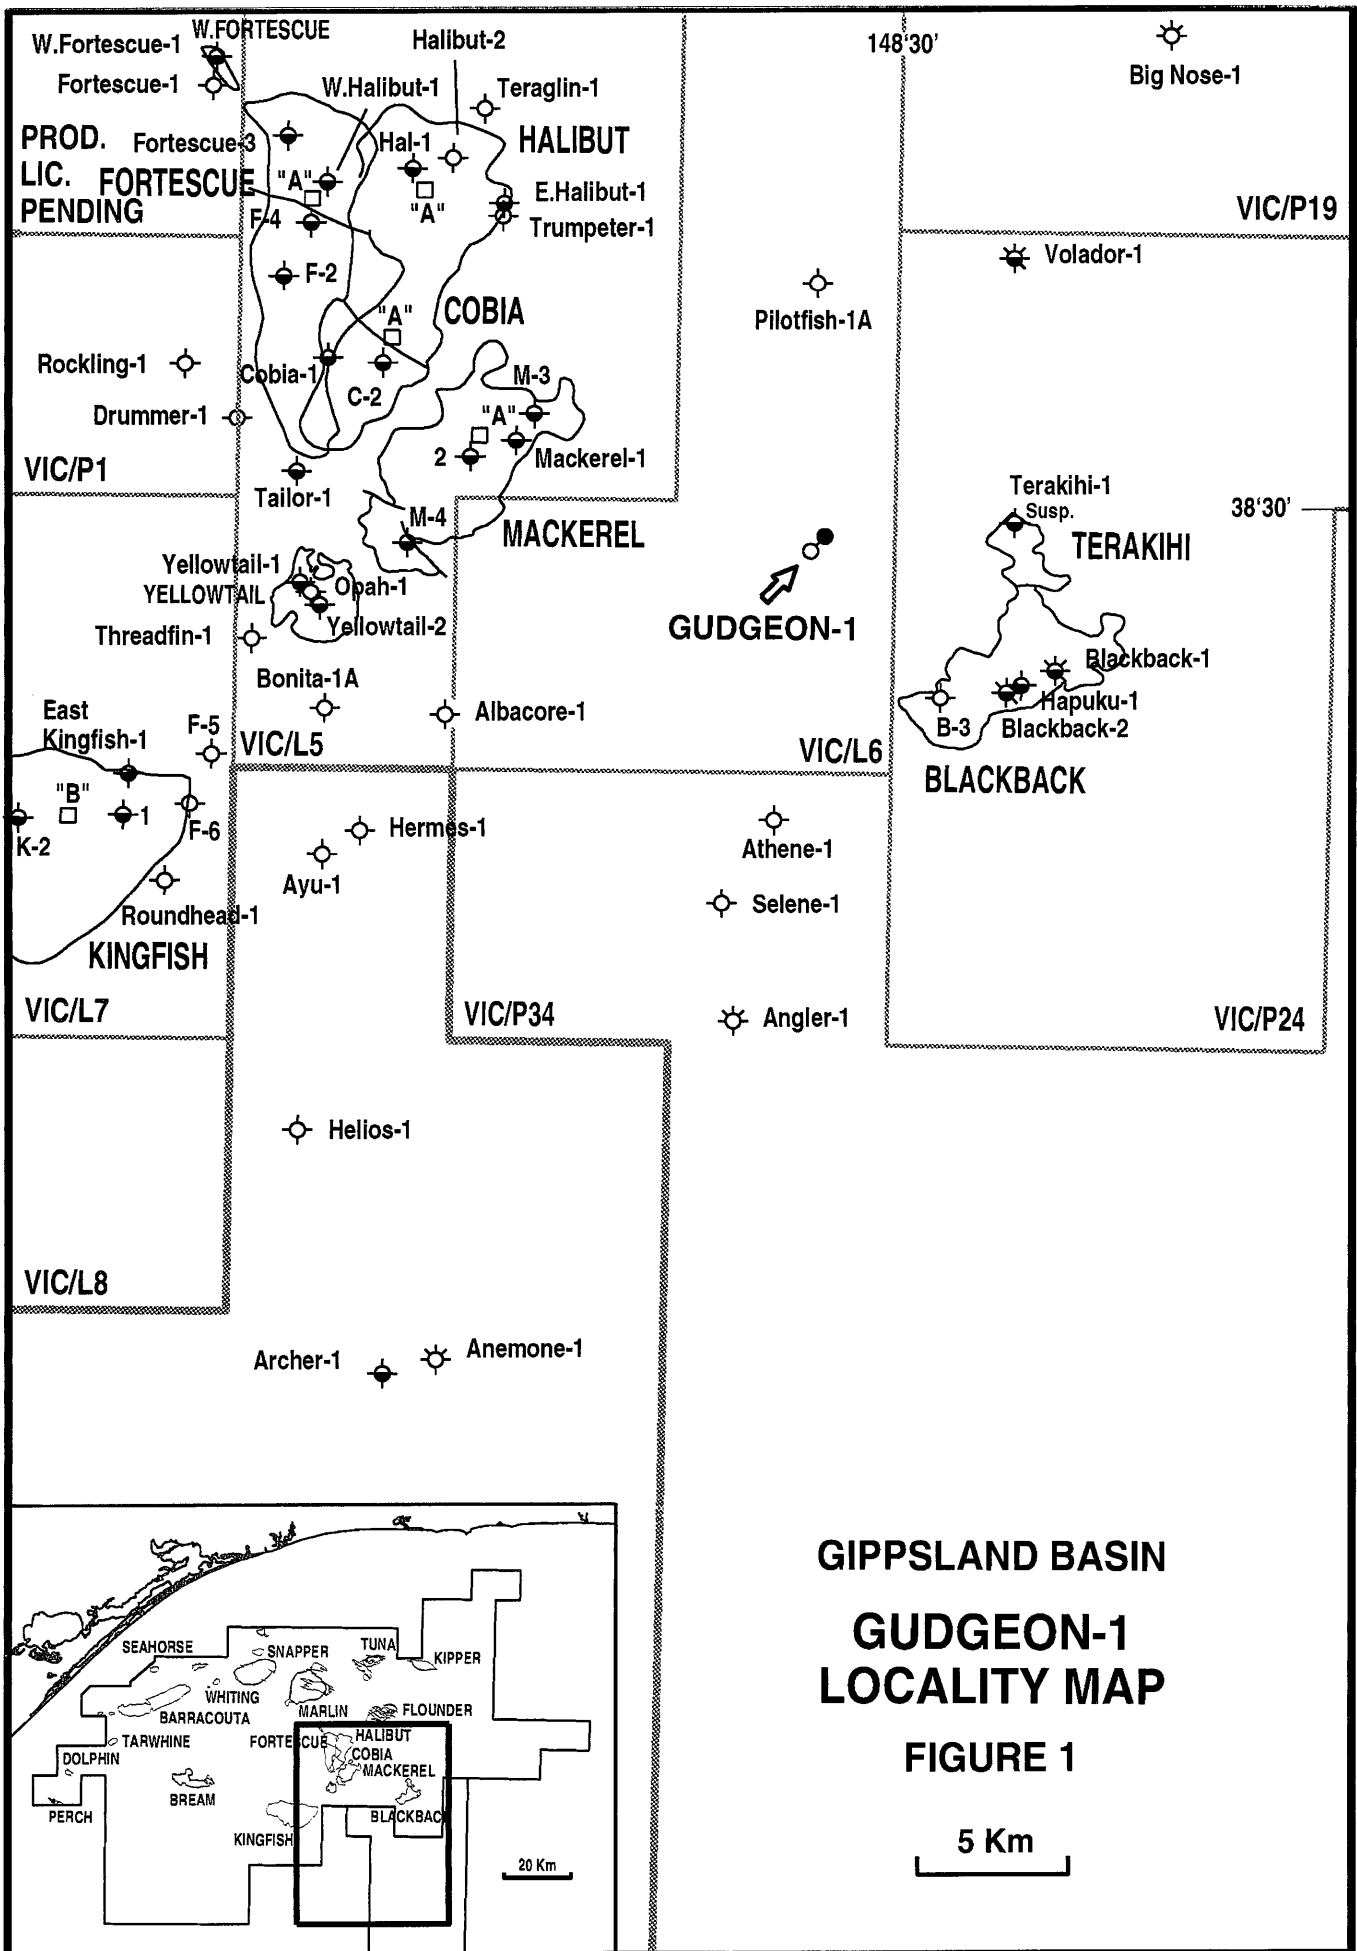 W.FORTESCUE
W.Fortescue-1
Fortescue-1
Halibut-2
148°30'
Big Nose-1
W.Halibut-1
Teraglin-1
PROD.
LIC.
PENDING
Fortescue-3
Hal-1
HALIBUT
FORTESCUE
"A"
"A"
E.Halibut-1
Trumpeter-1
VIC/P19
F-4
Volador-1
F-2
Pilotfish-1A
"A"
COBIA
Rockling-1
Cobia-1
C-2
M-3
Drummer-1
"A"
2
Mackerel-1
VIC/P1
Tailor-1
M-4
MACKEREL
Terakihi-1
Susp.
38'30'
TERAKIHI
Yellowtail-1
YELLOWTAIL
Opah-1
Yellowtail-2
Threadfin-1
GUDGEON-1
Bonita-1A
Blackback-1
Hapuku-1
Blackback-2
B-3
East
Kingfish-1
F-5
Albacore-1
VIC/L5
VIC/L6
BLACKBACK
"B"
1
F-6
K-2
Hermes-1
Ayu-1
Athene-1
Selene-1
Roundhead-1
KINGFISH
VIC/L7
VIC/P34
Angler-1
VIC/P24
Helios-1
VIC/L8
Archer-1
Anemone-1
SEAHORSE
SNAPPER
TUNA
KIPPER
WHITING
BARRACOUTA
MARLIN
FLOUNDER
TARWHINE
FORTESCUE
HALIBUT
COBIA
MACKEREL
DOLPHIN
BREAM
PERCH
BLACKBACK
KINGFISH
20 Km
GIPPSLAND BASIN
GUDGEON-1
LOCALITY MAP
FIGURE 1
5 Km